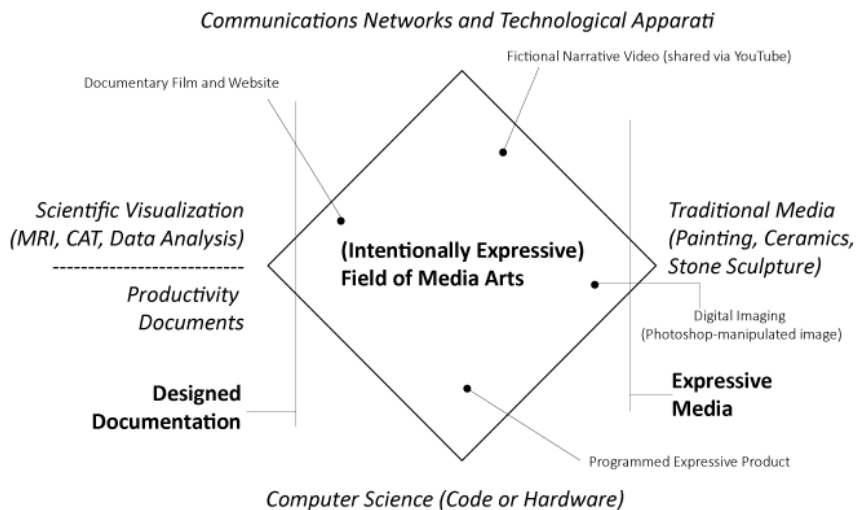 Communications Networks and Technological Apparati
Fictional Narrative Video (shared via YouTube)
Documentary Film and Website
Scientific Visualization
(MRI, CAT, Data Analysis)
Productivity
Documents
(Intentionally Expressive)
Field of Media Arts
Traditional Media
(Painting, Ceramics,
Stone Sculpture)
Digital Imaging
(Photoshop-manipulated image)
Designed
Documentation
Expressive
Media
Programmed Expressive Product
Computer Science (Code or Hardware)